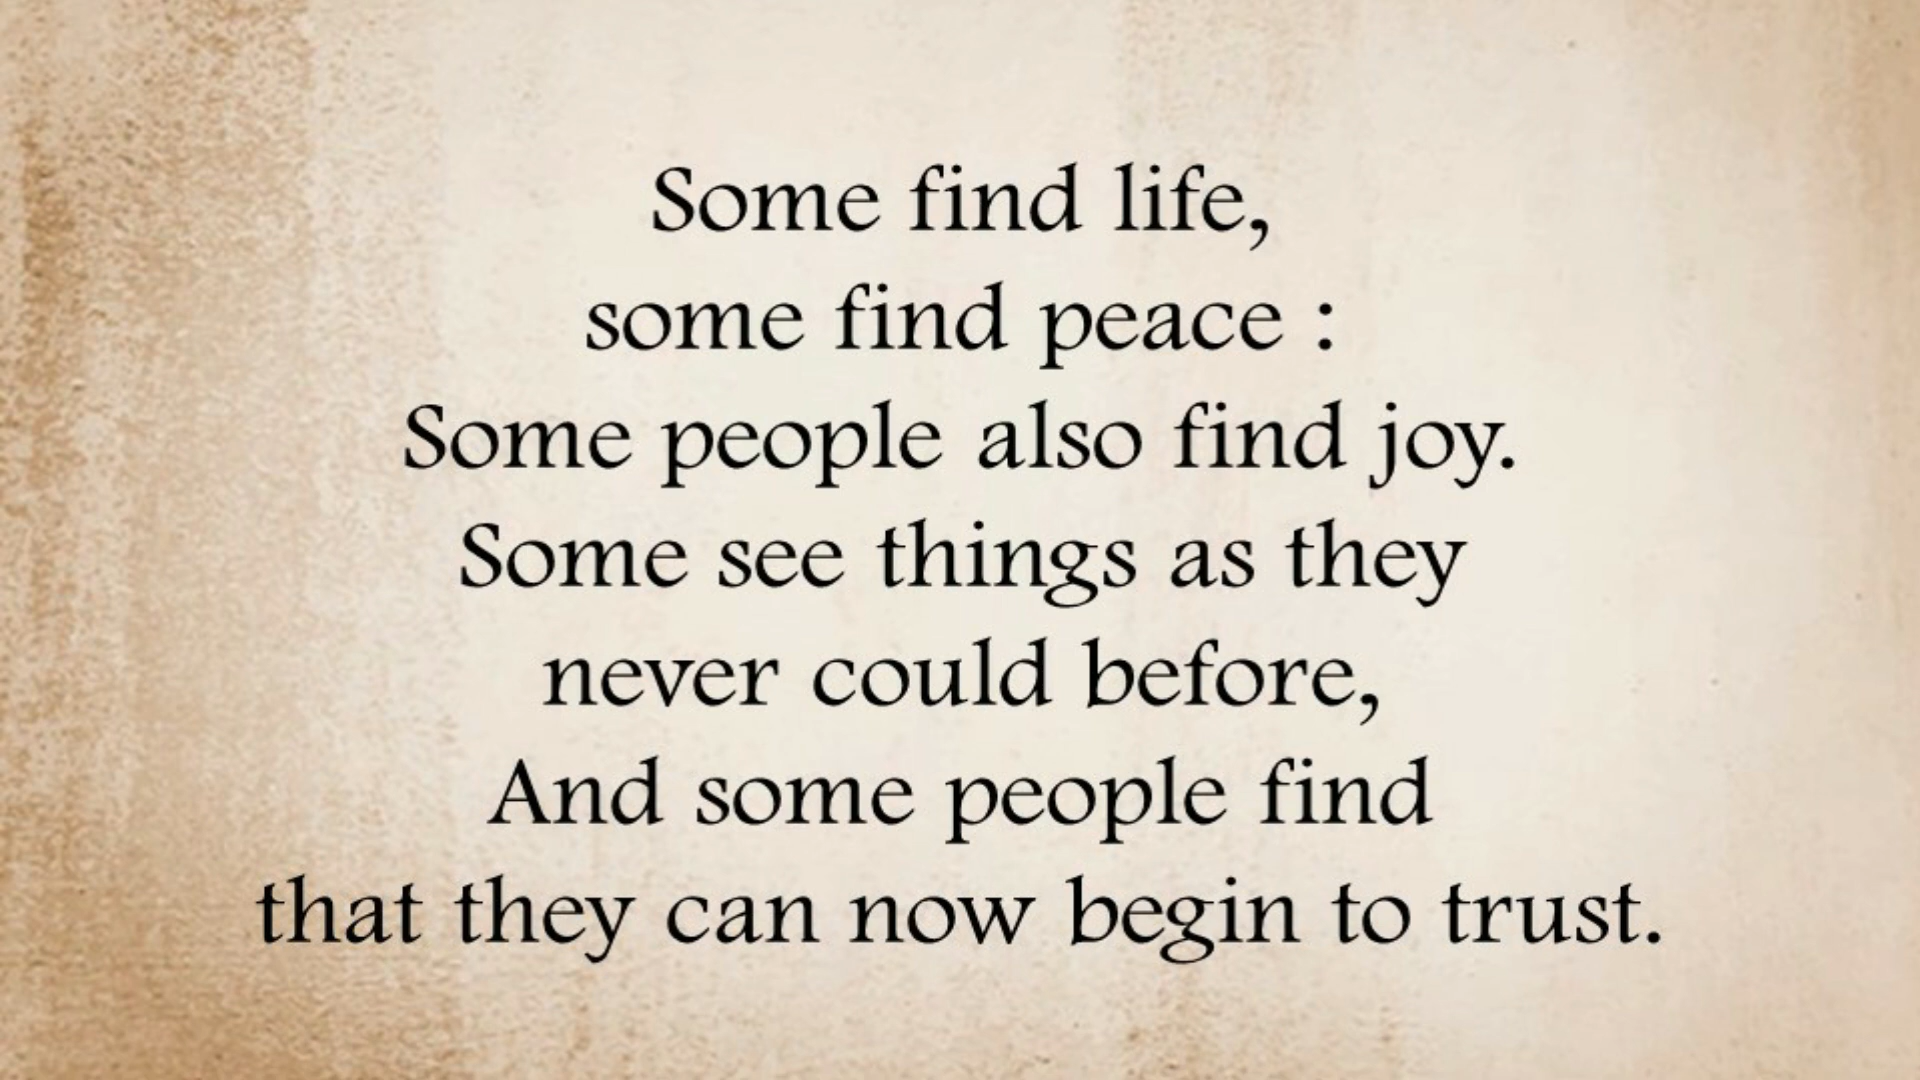 Some find life,
some find peace :
Some people also find joy.
Some see things as they
never could before,
And some people find
that they can now begin to trust.